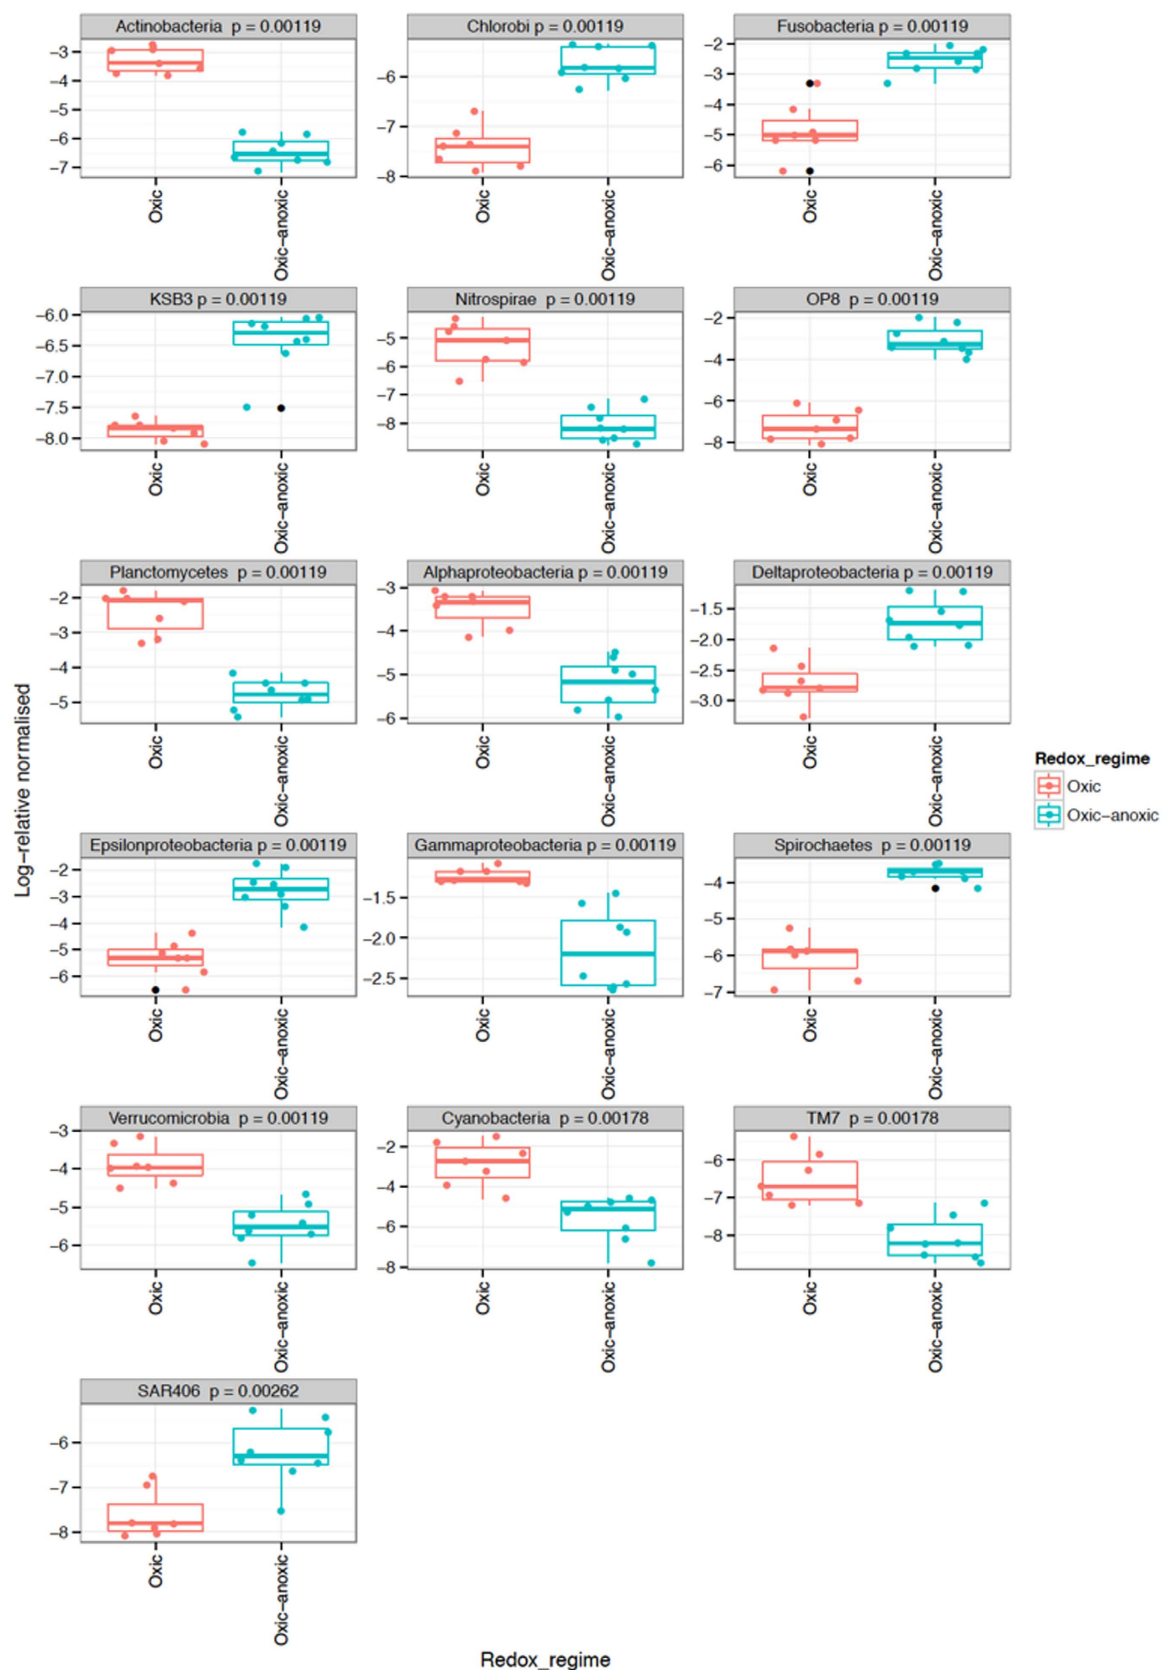 Actinobacteria p = 0.00119
Chlorobi p = 0.00119
Fusobacteria p = 0.00119
−3
−4
−5
−6
−7
−6
−7
−8
−2
−3
−4
−5
−6
Oxic
Oxic−anoxic
Oxic
Oxic−anoxic
Oxic
Oxic−anoxic
KSB3 p = 0.00119
Nitrospirae p = 0.00119
OP8 p = 0.00119
−6.0
−6.5
−7.0
−7.5
−8.0
−5
−6
−7
−8
−2
−4
−6
−8
Oxic
Oxic−anoxic
Oxic
Oxic−anoxic
Oxic
Oxic−anoxic
Planctomycetes p = 0.00119
Alphaproteobacteria p = 0.00119
Deltaproteobacteria p = 0.00119
−2
−3
−4
−5
−3
−4
−5
−6
−1.5
−2.0
−2.5
−3.0
Oxic
Oxic−anoxic
Oxic
Oxic−anoxic
Oxic
Oxic−anoxic
Log−relative normalised
Redox_regime
Oxic
Oxic−anoxic
Epsilonproteobacteria p = 0.00119
Gammaproteobacteria p = 0.00119
Spirochaetes p = 0.00119
−2
−3
−4
−5
−6
−1.5
−2.0
−2.5
−4
−5
−6
−7
Oxic
Oxic−anoxic
Oxic
Oxic−anoxic
Oxic
Oxic−anoxic
Verrucomicrobia p = 0.00119
Cyanobacteria p = 0.00178
TM7 p = 0.00178
−3
−4
−5
−6
−2
−4
−6
−8
−6
−7
−8
Oxic
Oxic−anoxic
Oxic
Oxic−anoxic
Oxic
Oxic−anoxic
SAR406 p = 0.00262
−6
−7
−8
Oxic
Oxic−anoxic
Redox_regime